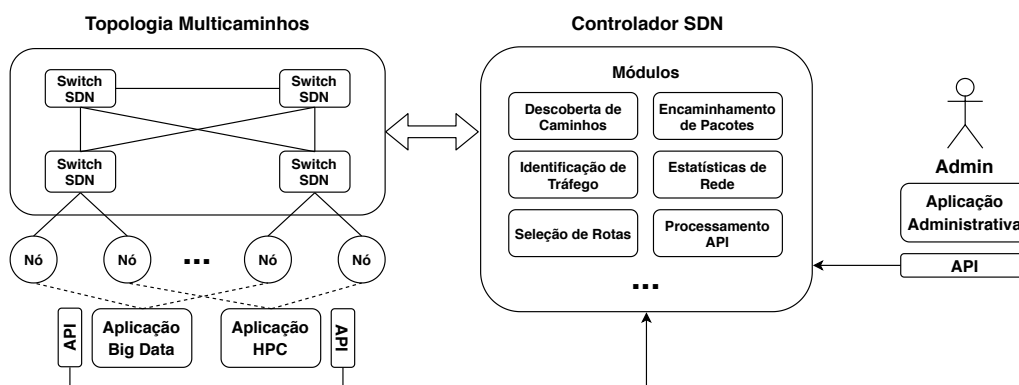 Topologia Multicaminhos
Switch
SDN
Switch
SDN
Switch
SDN
Switch
SDN
Nó
Nó
...
Nó
Nó
API
Aplicação
Big Data
Aplicação
HPC
API
Controlador SDN
Módulos
Descoberta de
Caminhos
Encaminhamento
de Pacotes
Identificação de
Tráfego
Estatísticas de
Rede
Seleção de Rotas
Processamento
API
...
Admin
Aplicação
Administrativa
API